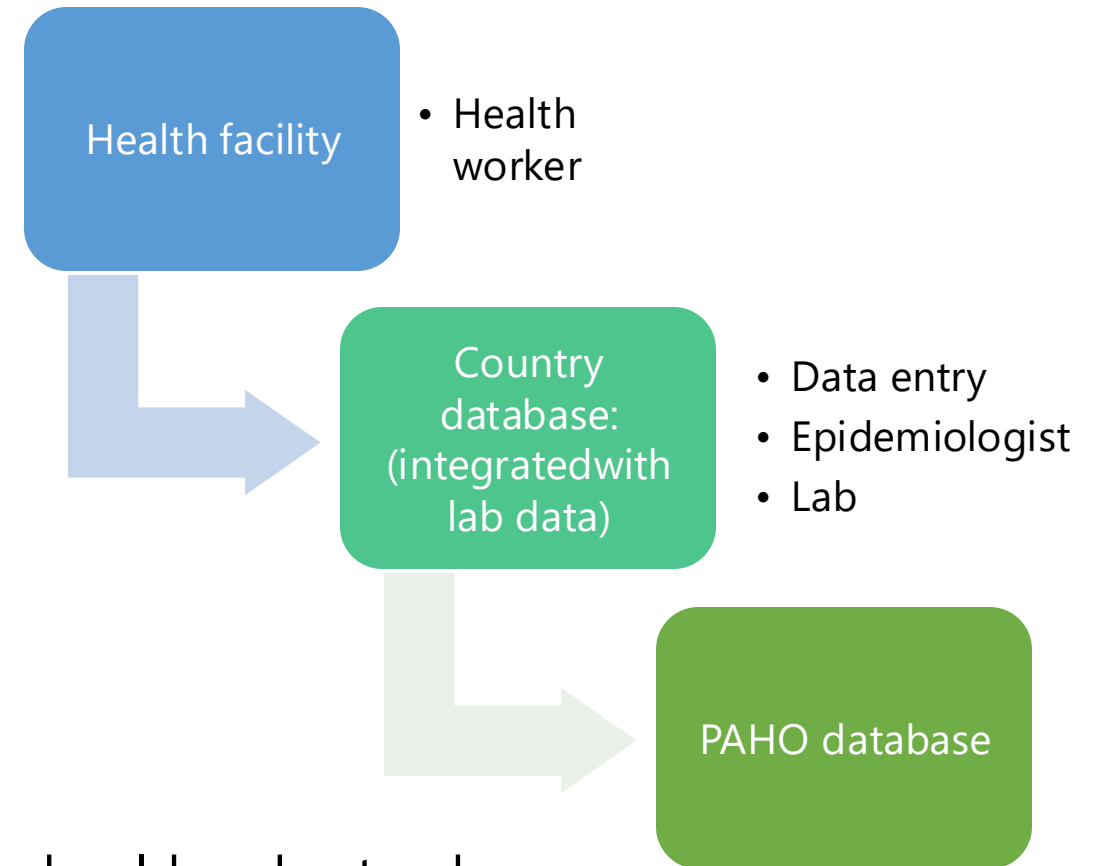 Health facility
• Health
worker
Country
database:
(integratedwith
lab data)
• Data entry
• Epidemiologist
• Lab
PAHO database